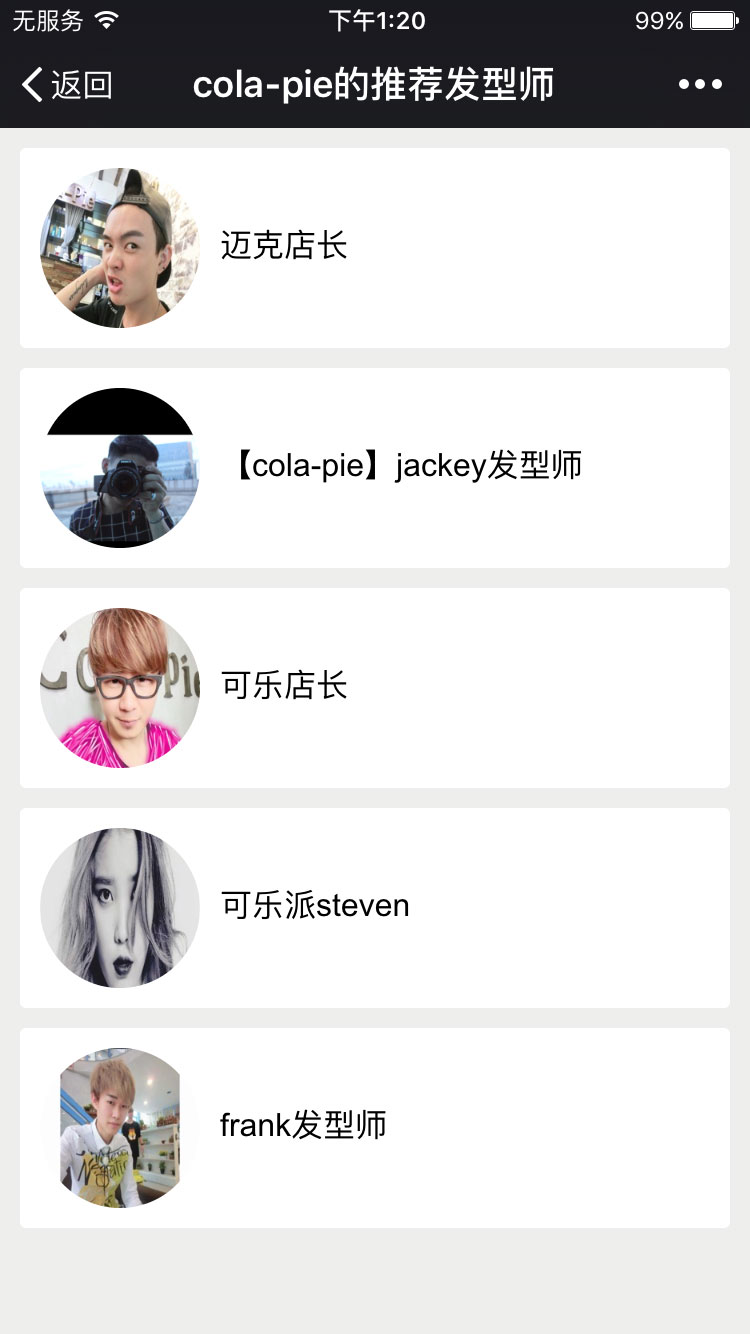 无服务 下午1:20 99%
返回 cola-pie的推荐发型师
迈克店长
【cola-pie】jackey发型师
可乐店长
可乐派steven
frank发型师